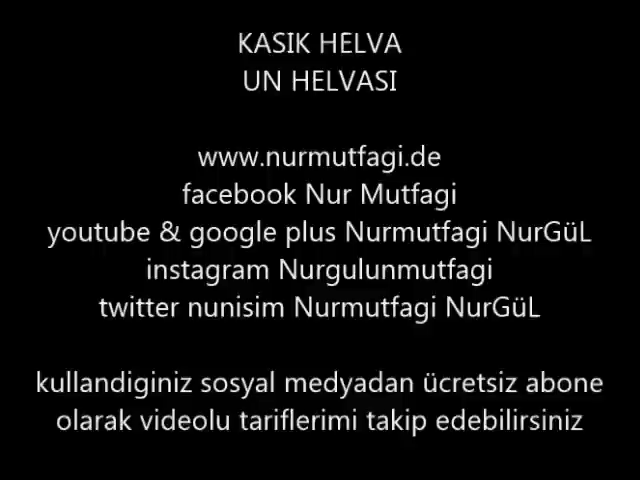 KASIK HELVA
UN HELVASI
www.nurmutfagi.de
facebook Nur Mutfagi
youtube & google plus Nurmutfagi NurGüL
instagram Nurgulunmutfagi
twitter nunisim Nurmutfagi NurGüL
kullandiginiz sosyal medyadan ücretsiz abone
olarak videolu tariflerimi takip edebilirsiniz